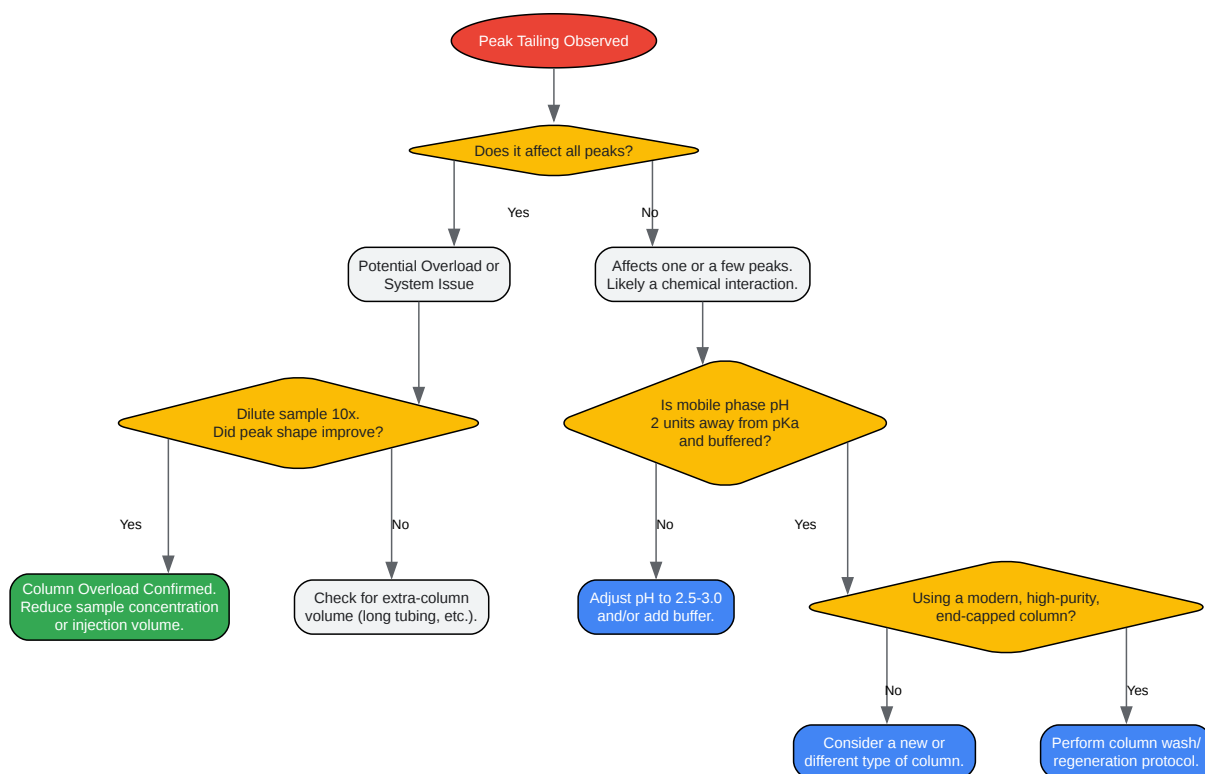 Peak Tailing Observed
Does it affect all peaks?
Yes
No
Potential Overload or
System Issue
Affects one or a few peaks.
Likely a chemical interaction.
Dilute sample 10x.
Did peak shape improve?
Is mobile phase pH
2 units away from pKa
and buffered?
Yes
No
No
Yes
Column Overload Confirmed.
Reduce sample concentration
or injection volume.
Check for extra-column
volume (long tubing, etc.).
Adjust pH to 2.5-3.0
and/or add buffer.
Using a modern, high-purity,
end-capped column?
No
Yes
Consider a new or
different type of column.
Perform column wash/
regeneration protocol.